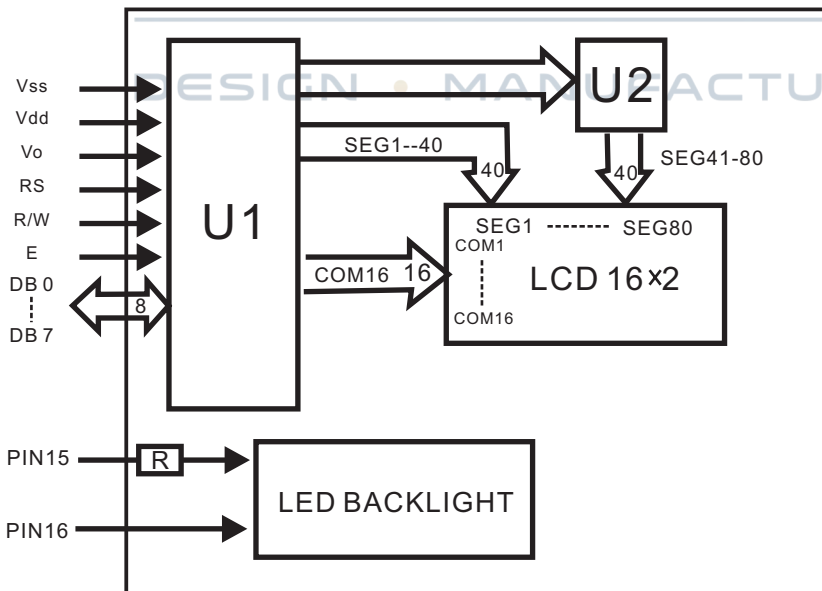 DESIGN • MANUFACTU
Vss
Vdd
Vo
RS
R/W
E
DB 0
DB 7
8
U1
U2
SEG1--40
40
40
SEG41-80
COM16 16
SEG1 SEG80
COM1
COM16
LCD 16×2
PIN15
R
PIN16
LED BACKLIGHT